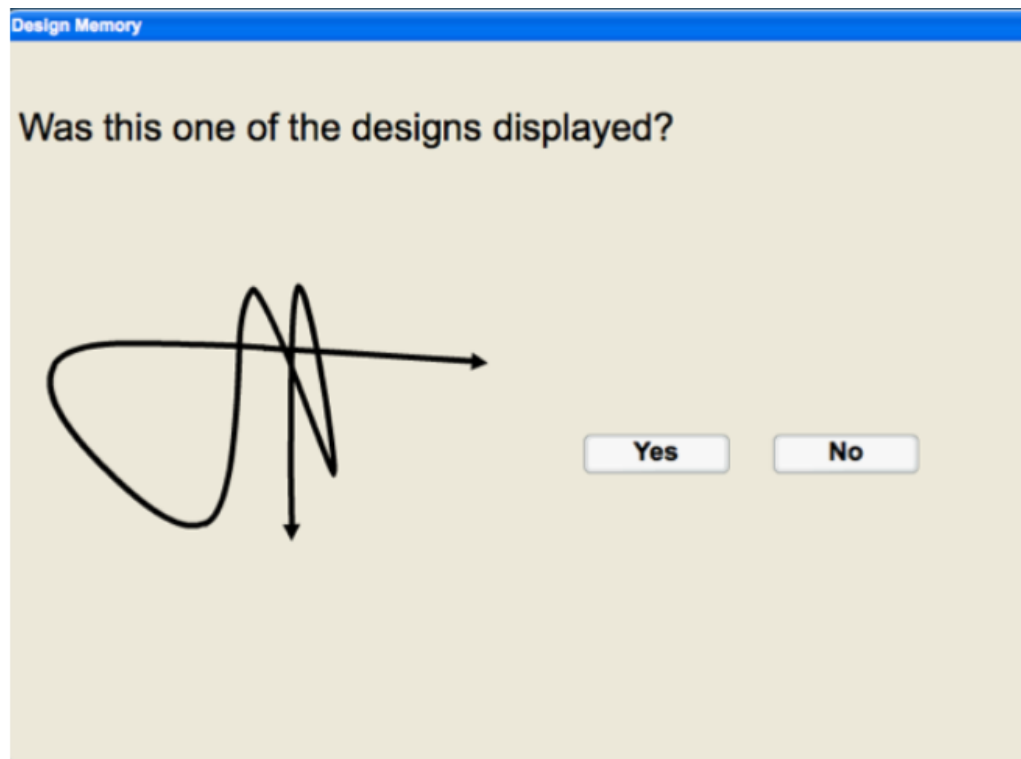 Design Memory
Was this one of the designs displayed?
Yes
No